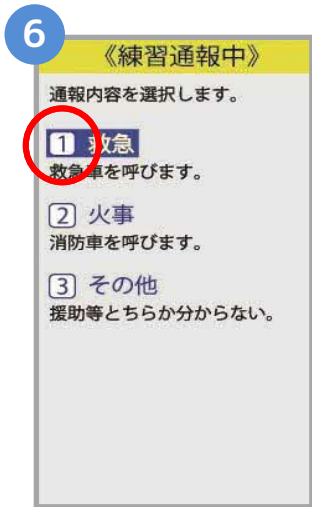 6
《練習通報中》
通報内容を選択します。
1 救急
救急車を呼びます。
2 火事
消防車を呼びます。
3 その他
援助等とちらか分からない。